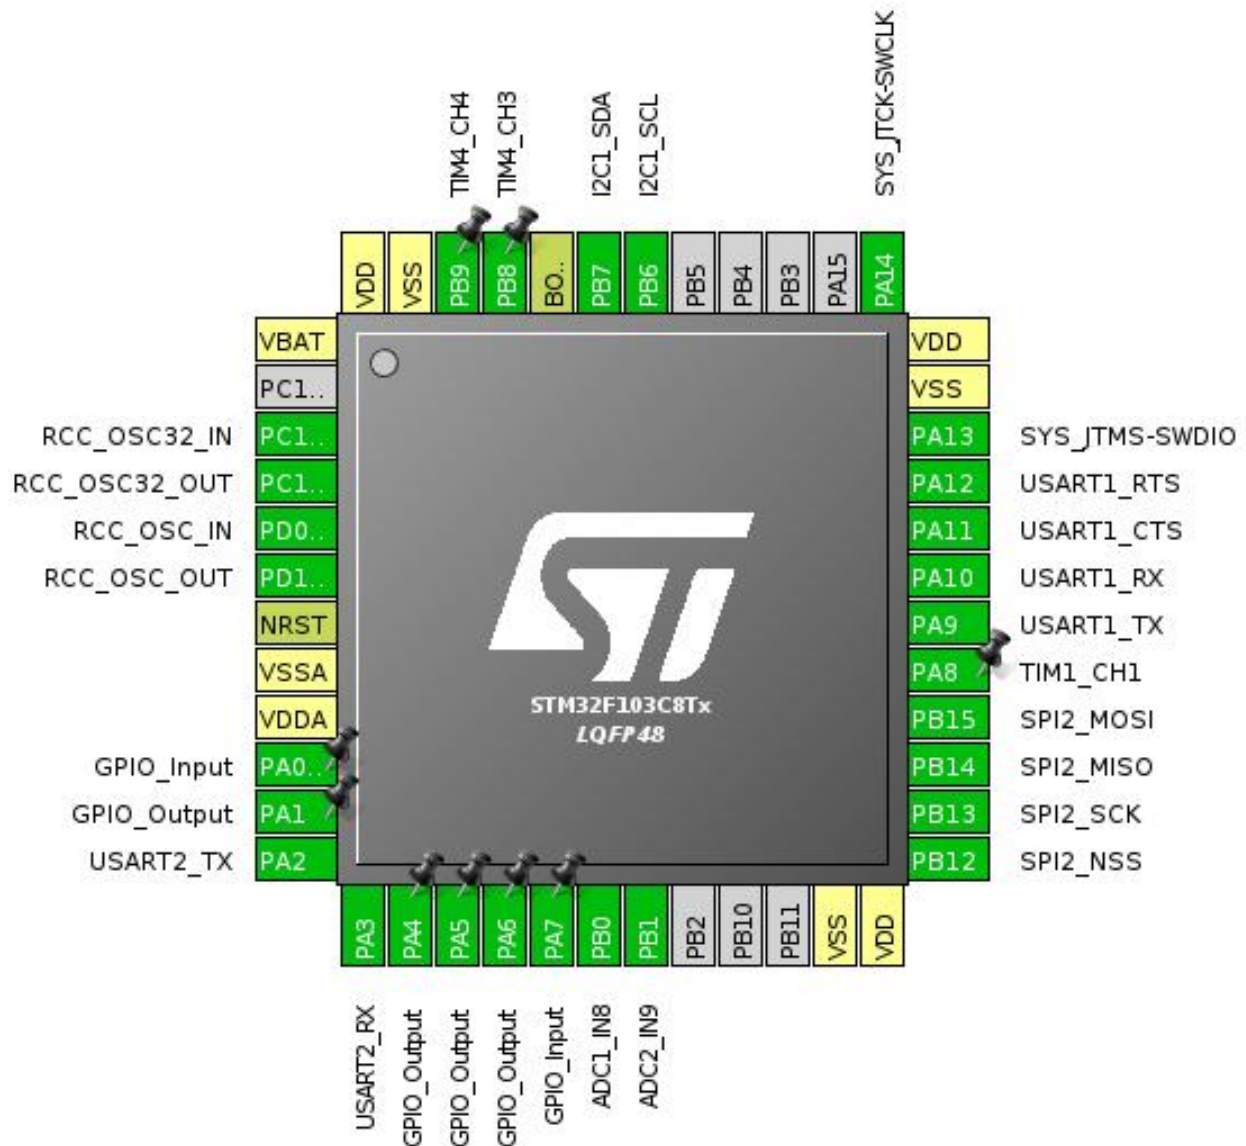 TIM4_CH4
TIM4_CH3
I2C1_SDA
I2C1_SCL
SYS_JTCK-SWCLK
VDD
VSS
PB9
PB8
BO..
PB7
PB6
PB5
PB4
PB3
PA15
PA14
VBAT
PC1..
RCC_OSC32_IN PC1..
RCC_OSC32_OUT PC1..
RCC_OSC_IN PD0..
RCC_OSC_OUT PD1..
NRST
VSSA
VDDA
GPIO_Input PA0..
GPIO_Output PA1
USART2_TX PA2
ST
STM32F103C8Tx
LQFP48
VDD
VSS
PA13 SYS_JTMS-SWDIO
PA12 USART1_RTS
PA11 USART1_CTS
PA10 USART1_RX
PA9 USART1_TX
PA8 TIM1_CH1
PB15 SPI2_MOSI
PB14 SPI2_MISO
PB13 SPI2_SCK
PB12 SPI2_NSS
PA3
PA4
PA5
PA6
PA7
PB0
PB1
PB2
PB10
PB11
VSS
VDD
USART2_RX
GPIO_Output
GPIO_Output
GPIO_Output
GPIO_Input
ADC1_IN8
ADC2_IN9